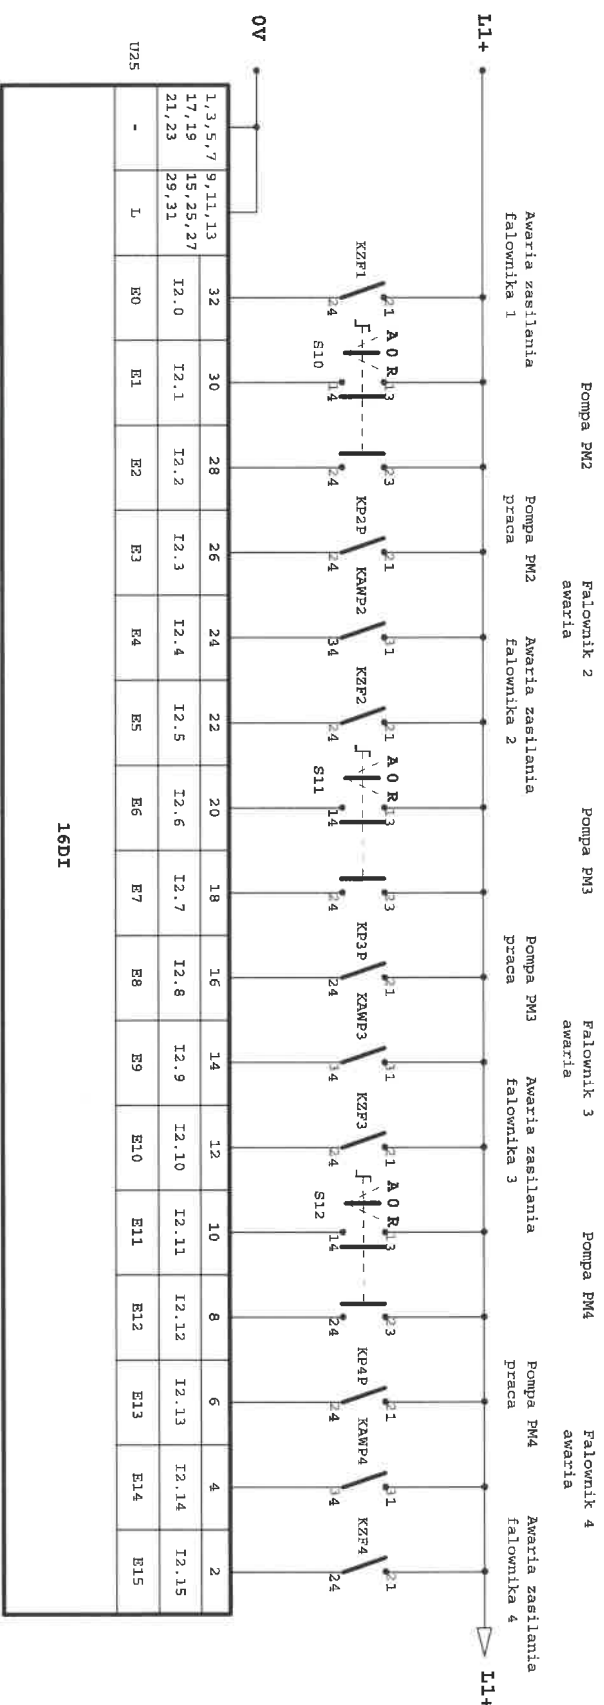 Pompa PM2
Falownik 2
awaria
Pompa PM3
Falownik 3
awaria
Pompa PM4
Falownik 4
awaria
Awaria zasilania
falownika 1
Pompa PM2
praca
Awaria zasilania
falownika 2
Pompa PM3
praca
Awaria zasilania
falownika 3
Pompa PM4
praca
Awaria zasilania
falownika 4
L1+
L1+
KZF1 21 24
A 0 R
S10 13 14 23 24
KP2P 21 24
KAWP2 31 34
KZF2 21 24
A 0 R
S11 13 14 23 24
KP3P 21 24
KAWP3 31 34
KZF3 21 24
A 0 R
S12 13 14 23 24
KP4P 21 24
KAWP4 31 34
KZF4 21 24
0V
1,3,5,7
17,19
21,23
9,11,13
15,25,27
29,31
32 30 28 26 24 22 20 18 16 14 12 10 8 6 4 2
I2.0 I2.1 I2.2 I2.3 I2.4 I2.5 I2.6 I2.7 I2.8 I2.9 I2.10 I2.11 I2.12 I2.13 I2.14 I2.15
U25
- L E0 E1 E2 E3 E4 E5 E6 E7 E8 E9 E10 E11 E12 E13 E14 E15
16DI